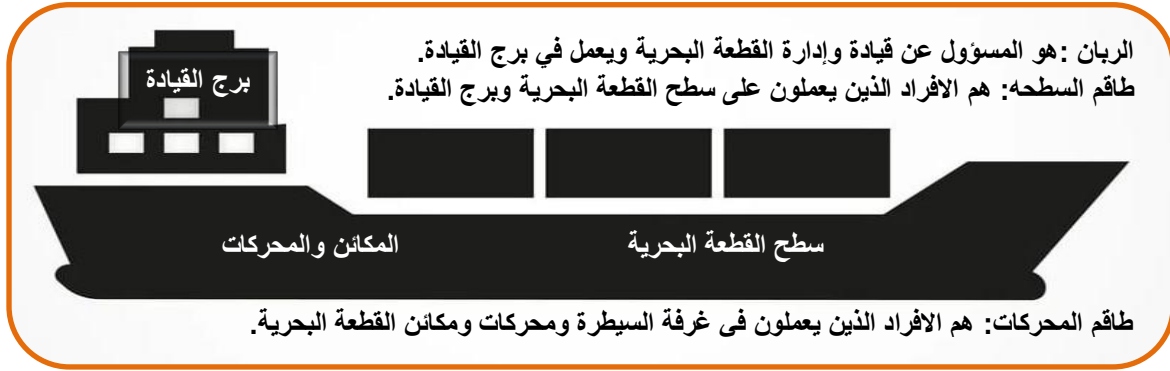 الربان :هو المسؤول عن قيادة وإدارة القطعة البحرية ويعمل في برج القيادة.
طاقم السطحه: هم الافراد الذين يعملون على سطح القطعة البحرية وبرج القيادة.
برج القيادة
سطح القطعة البحرية
المكائن والمحركات
طاقم المحركات: هم الافراد الذين يعملون فى غرفة السيطرة ومحركات ومكائن القطعة البحرية.